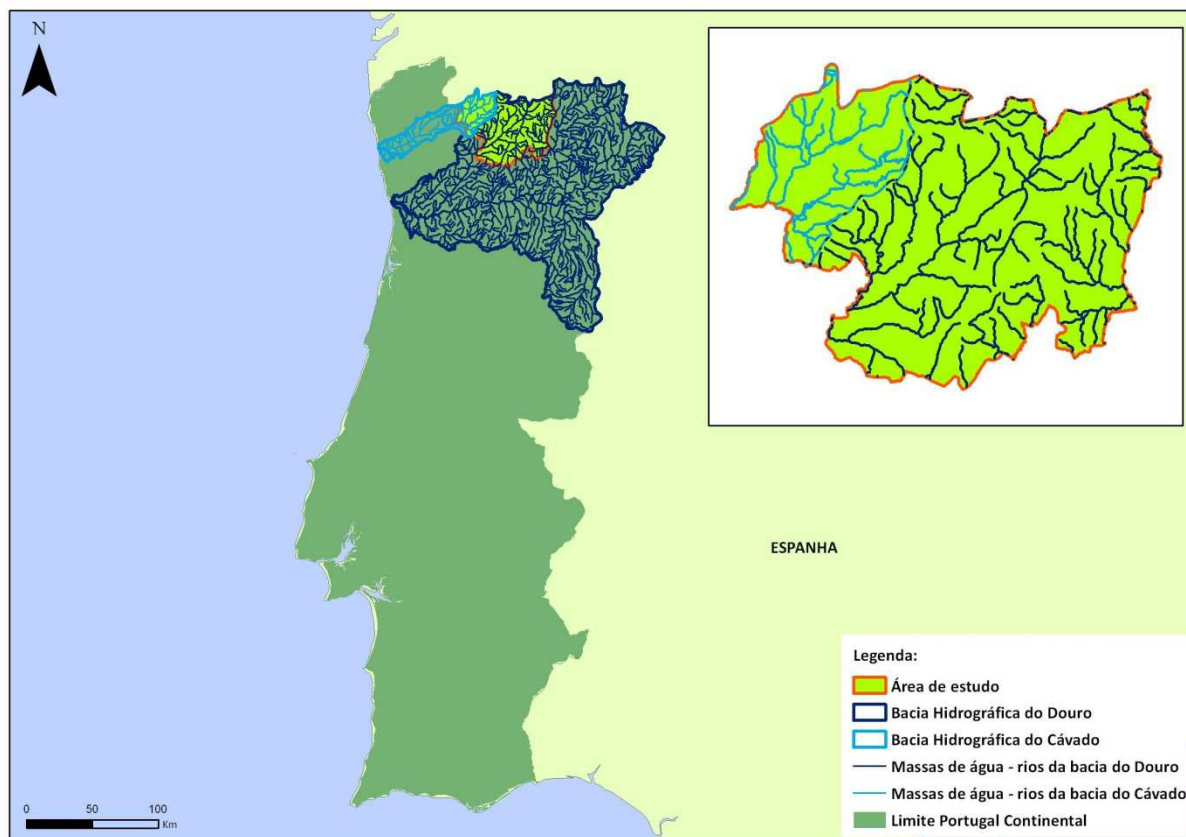 N
ESPANHA
Legenda:
Área de estudo
Bacia Hidrográfica do Douro
Bacia Hidrográfica do Cávado
Massas de água - rios da bacia do Douro
Massas de água - rios da bacia do Cávado
Limite Portugal Continental
0 50 100
Km